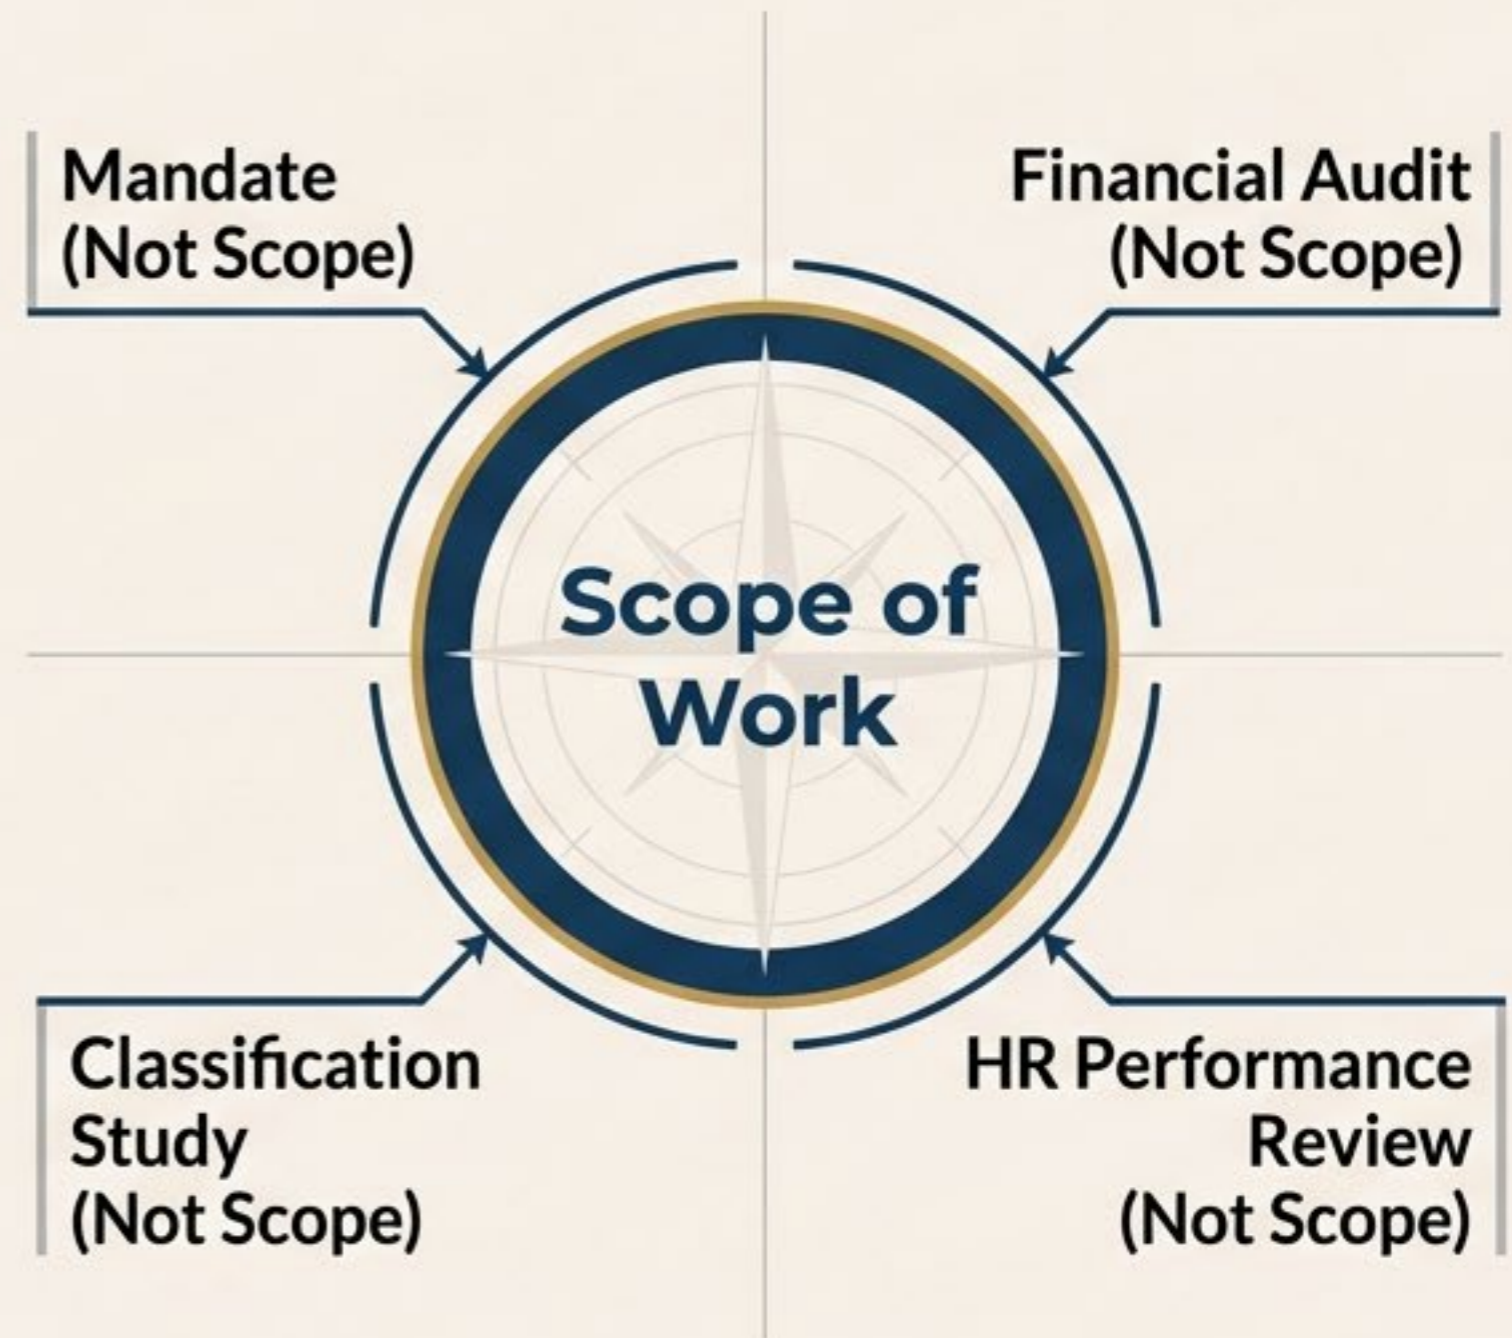 Mandate
(Not Scope)
Financial Audit
(Not Scope)
Scope of
Work
Classification
Study
(Not Scope)
HR Performance
Review
(Not Scope)